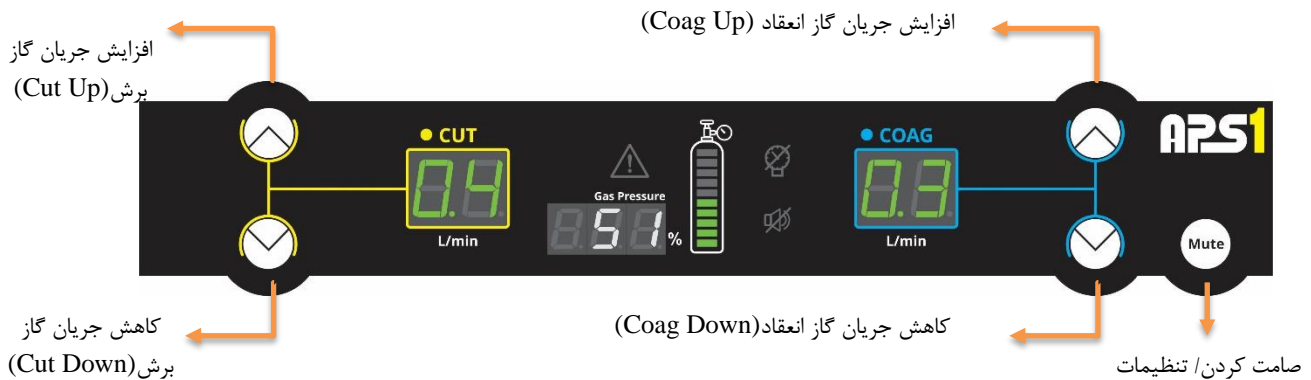 افزایش جریان گاز انعقاد (Coag Up)
افزایش جریان گاز
برش(Cut Up)
CUT
0.4
L/min
Gas Pressure
51 %
COAG
0.3
L/min
APS1
Mute
کاهش جریان گاز
برش(Cut Down)
کاهش جریان گاز انعقاد(Coag Down)
صامت کردن/ تنظیمات